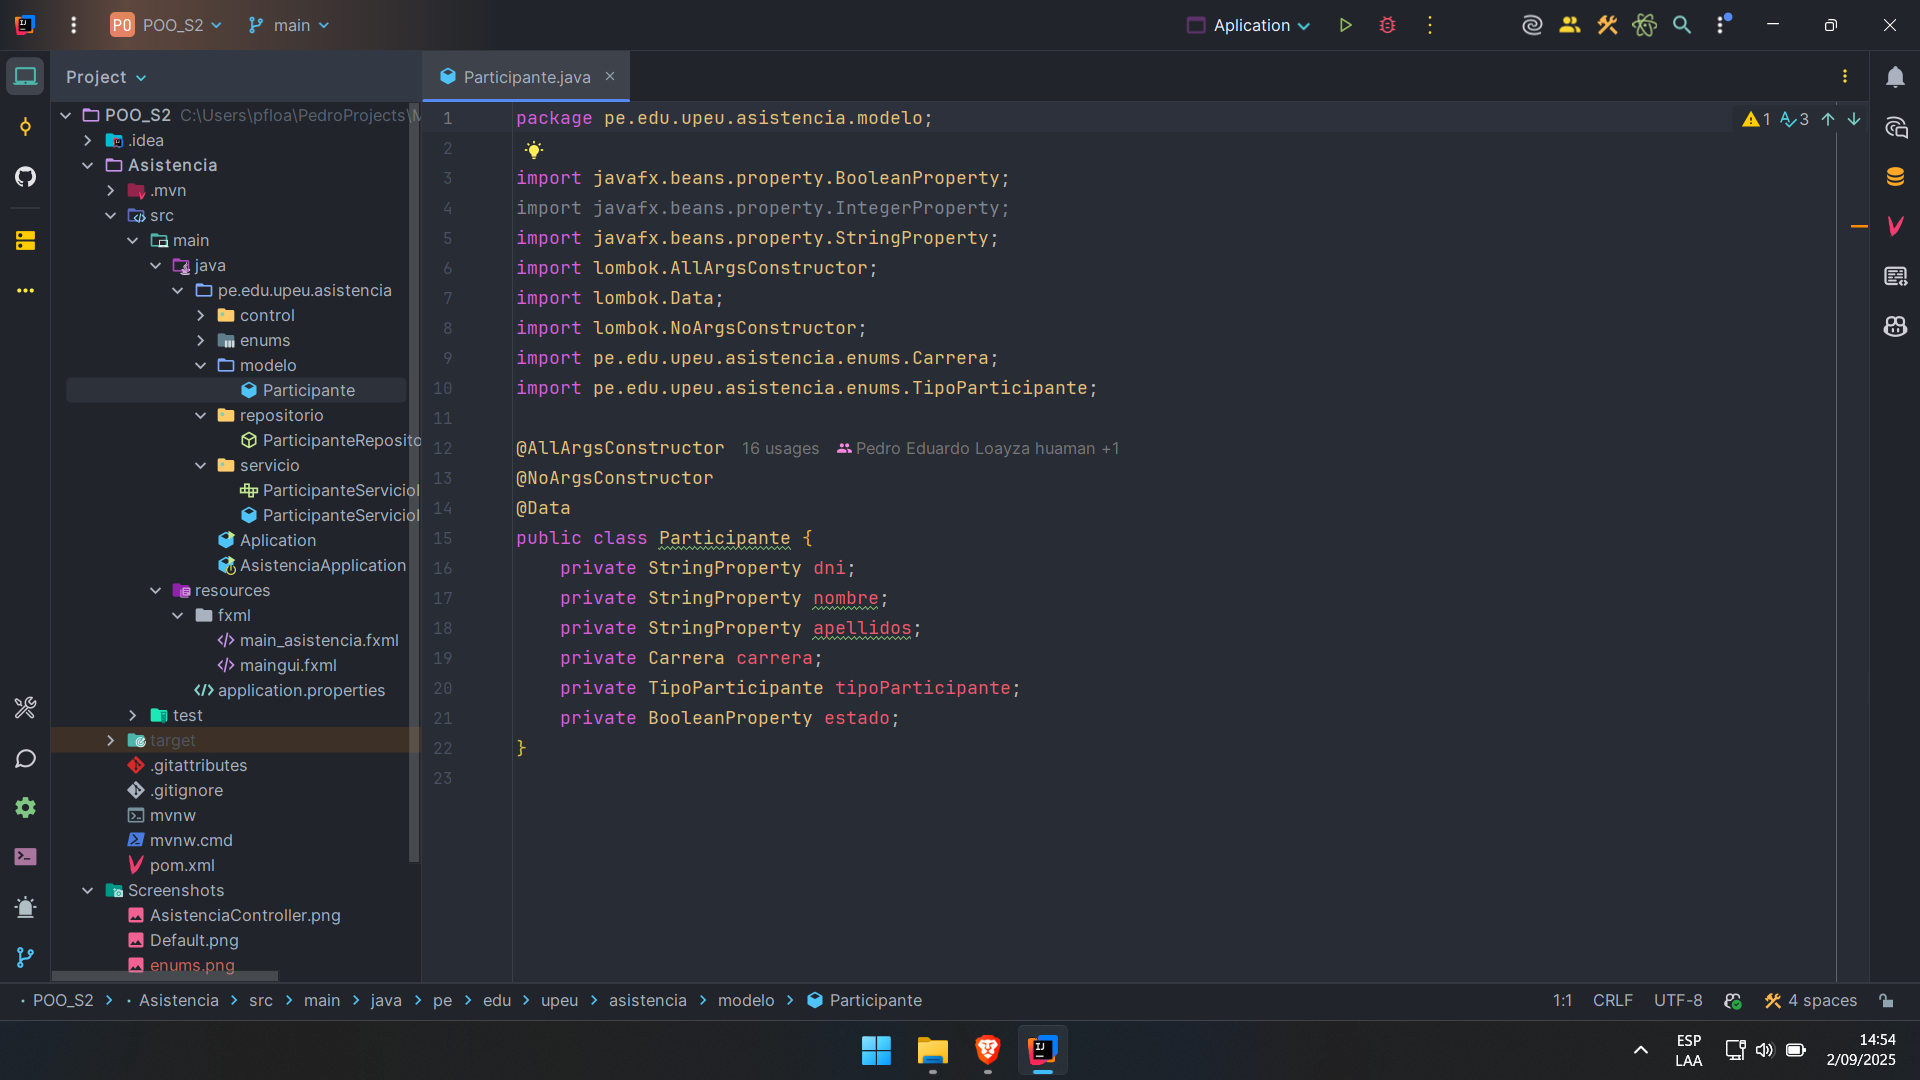 PO POO_S2 main Aplication
Project
Participante.java
POO_S2 C:\Users\pfloa\PedroProjects\
.idea
Asistencia
.mvn
src
main
java
pe.edu.upeu.asistencia
control
enums
modelo
Participante
repositorio
ParticipanteReposito
servicio
ParticipanteServicioI
ParticipanteServicioI
Aplication
AsistenciaApplication
resources
fxml
main_asistencia.fxml
maingui.fxml
application.properties
test
target
.gitattributes
.gitignore
mvnw
mvnw.cmd
pom.xml
Screenshots
AsistenciaController.png
Default.png
enums.png
1 package pe.edu.upeu.asistencia.modelo;
1 3
2
3 import javafx.beans.property.BooleanProperty;
4 import javafx.beans.property.IntegerProperty;
5 import javafx.beans.property.StringProperty;
6 import lombok.AllArgsConstructor;
7 import lombok.Data;
8 import lombok.NoArgsConstructor;
9 import pe.edu.upeu.asistencia.enums.Carrera;
10 import pe.edu.upeu.asistencia.enums.TipoParticipante;
11
12 @AllArgsConstructor 16 usages Pedro Eduardo Loayza huaman +1
13 @NoArgsConstructor
14 @Data
15 public class Participante {
16 private StringProperty dni;
17 private StringProperty nombre;
18 private StringProperty apellidos;
19 private Carrera carrera;
20 private TipoParticipante tipoParticipante;
21 private BooleanProperty estado;
22 }
23
POO_S2 > Asistencia > src > main > java > pe > edu > upeu > asistencia > modelo > Participante
1:1 CRLF UTF-8 4 spaces
ESP
LAA
14:54
2/09/2025